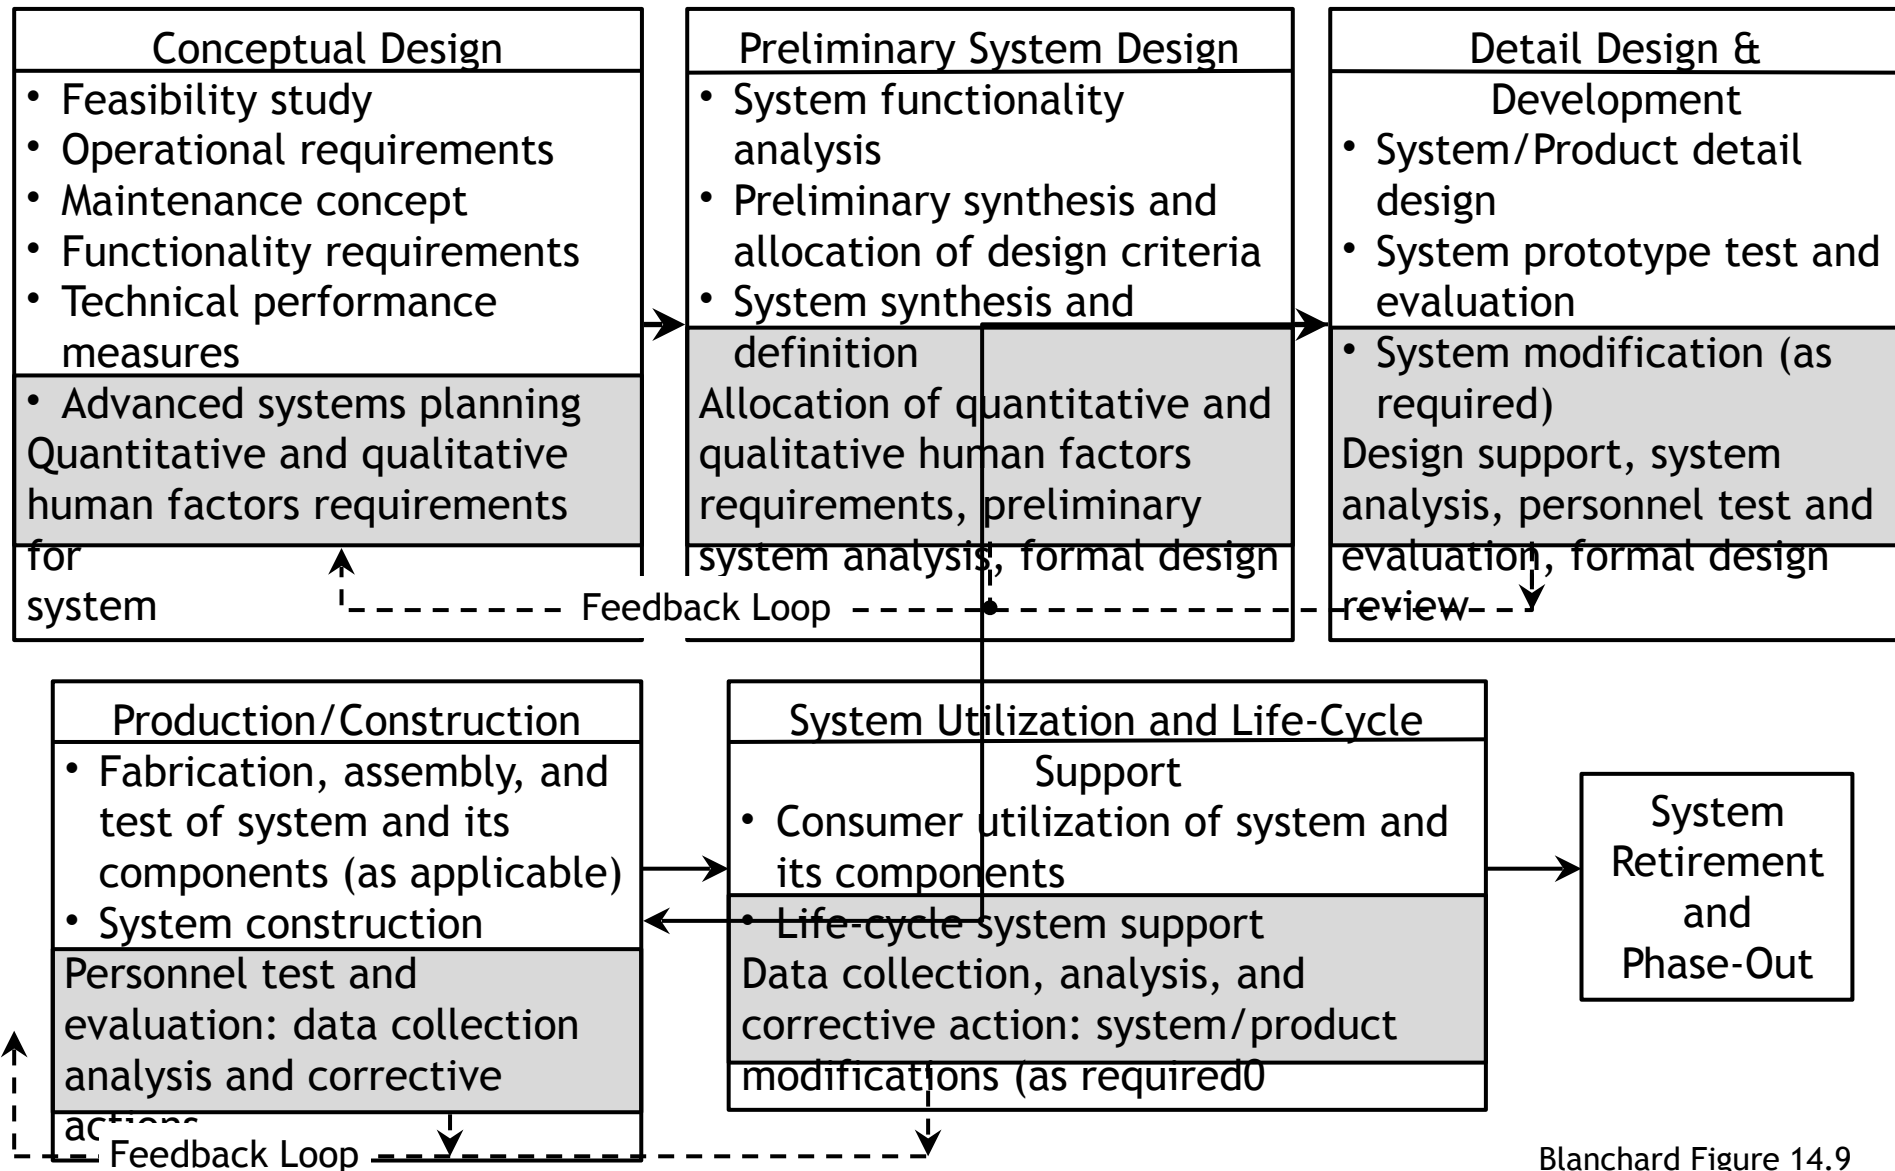 Conceptual Design
• Feasibility study
• Operational requirements
• Maintenance concept
• Functionality requirements
• Technical performance
measures
• Advanced systems planning
Quantitative and qualitative
human factors requirements
for
system
Preliminary System Design
• System functionality
analysis
• Preliminary synthesis and
allocation of design criteria
• System synthesis and
definition
Allocation of quantitative and
qualitative human factors
requirements, preliminary
system analysis, formal design
Detail Design &
Development
• System/Product detail
design
• System prototype test and
evaluation
• System modification (as
required)
Design support, system
analysis, personnel test and
evaluation, formal design
review
Feedback Loop
Production/Construction
• Fabrication, assembly, and
test of system and its
components (as applicable)
• System construction
Personnel test and
evaluation: data collection
analysis and corrective
actions
Feedback Loop
System Utilization and Life-Cycle
Support
• Consumer utilization of system and
its components
• Life-cycle system support
Data collection, analysis, and
corrective action: system/product
modifications (as required0
System
Retirement
and
Phase-Out
Blanchard Figure 14.9